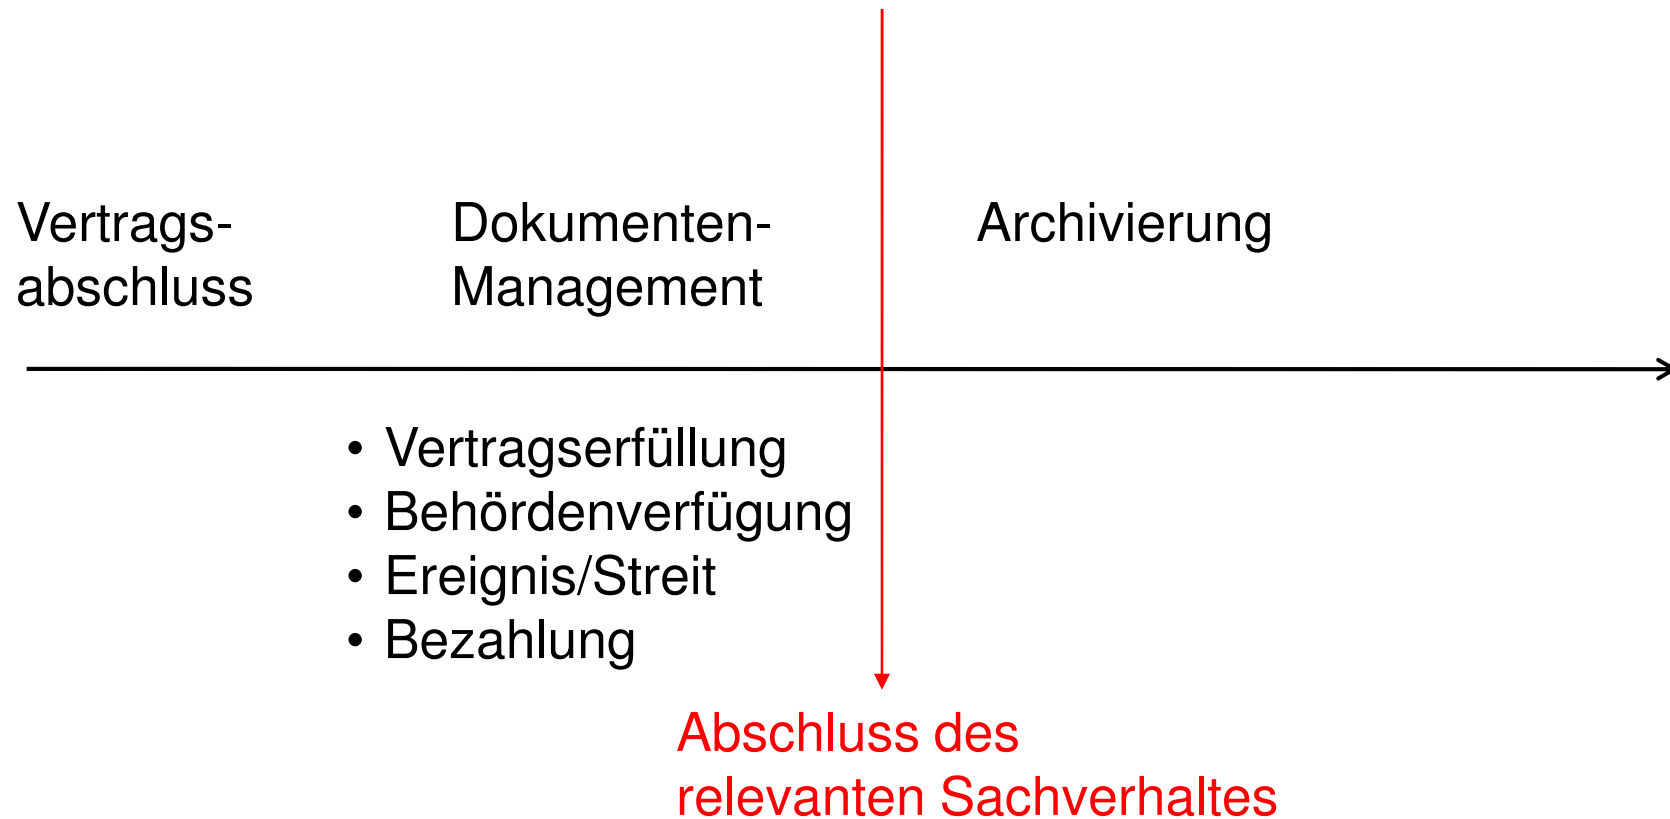 Vertrags-
abschluss
Dokumenten-
Management
Archivierung
• Vertragserfüllung
• Behördenverfügung
• Ereignis/Streit
• Bezahlung
Abschluss des
relevanten Sachverhaltes